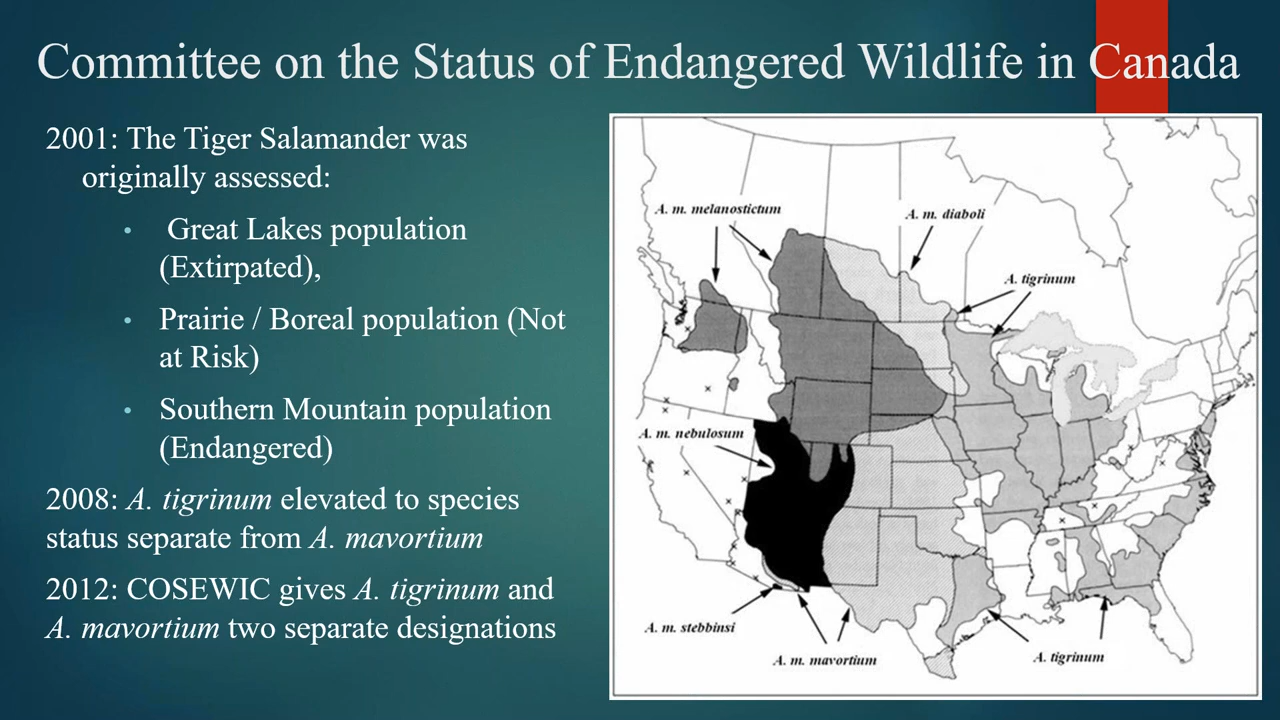 Committee on the Status of Endangered Wildlife in Canada
2001: The Tiger Salamander was
originally assessed:
• Great Lakes population
(Extirpated),
• Prairie / Boreal population (Not
at Risk)
• Southern Mountain population
(Endangered)
2008: A. tigrinum elevated to species
status separate from A. mavortium
2012: COSEWIC gives A. tigrinum and
A. mavortium two separate designations
A. m. melanostictum
A. m. diaboli
A. tigrinum
A. m. nebulosum
A. m. stebbinsi
A. m. mavortium
A. tigrinum